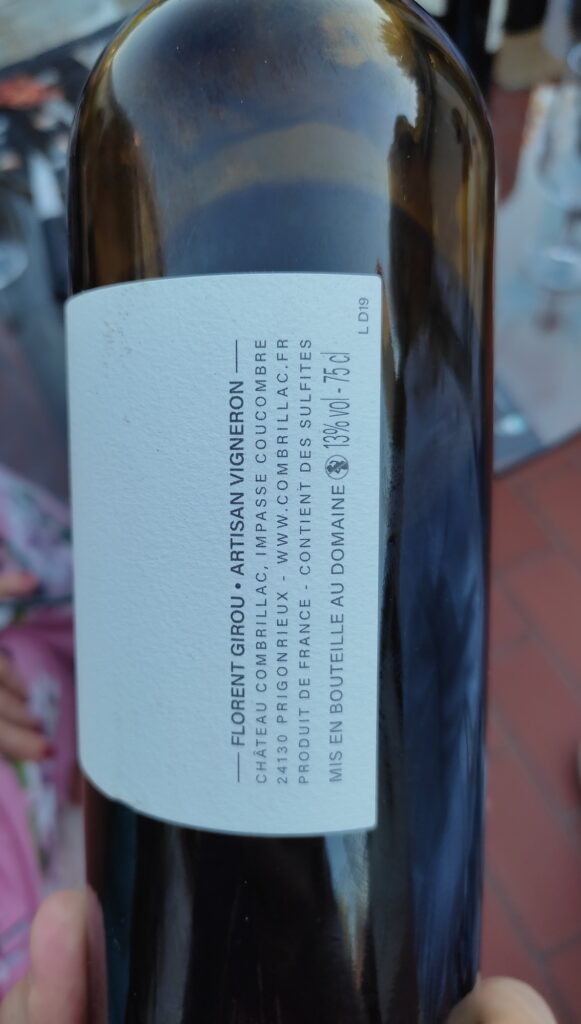 FLORENT GIROU • ARTISAN VIGNERON
CHÂTEAU COMBRILLAC, IMPASSE COUCOMBRE
24130 PRIGONRIEUX - WWW.COMBRILLAC.FR
PRODUIT DE FRANCE - CONTIENT DES SULFITES
MIS EN BOUTEILLE AU DOMAINE 13% vol - 75 cl
L D19